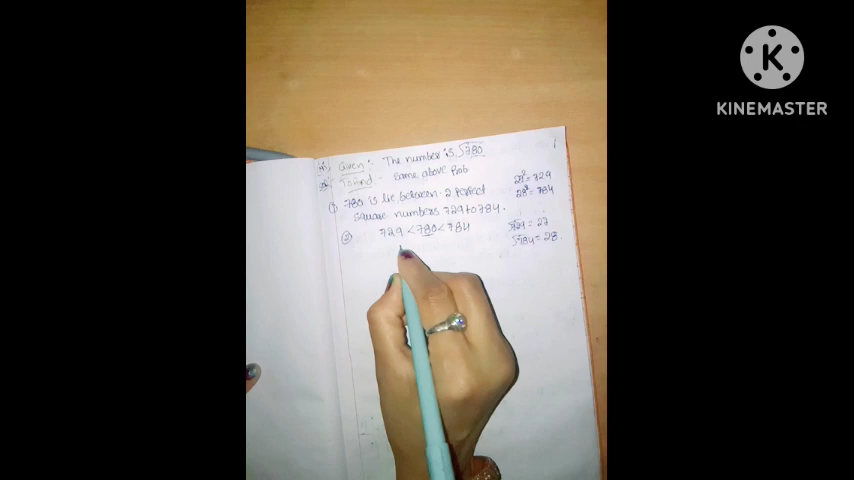 Given :- The number is √780
To find - Same above Prob
① 780 is lie between 2 perfect
square numbers 729 to 784.
② 729 < 780 < 784
27² = 729
28² = 784
√729 = 27
√784 = 28.
K
KINEMASTER